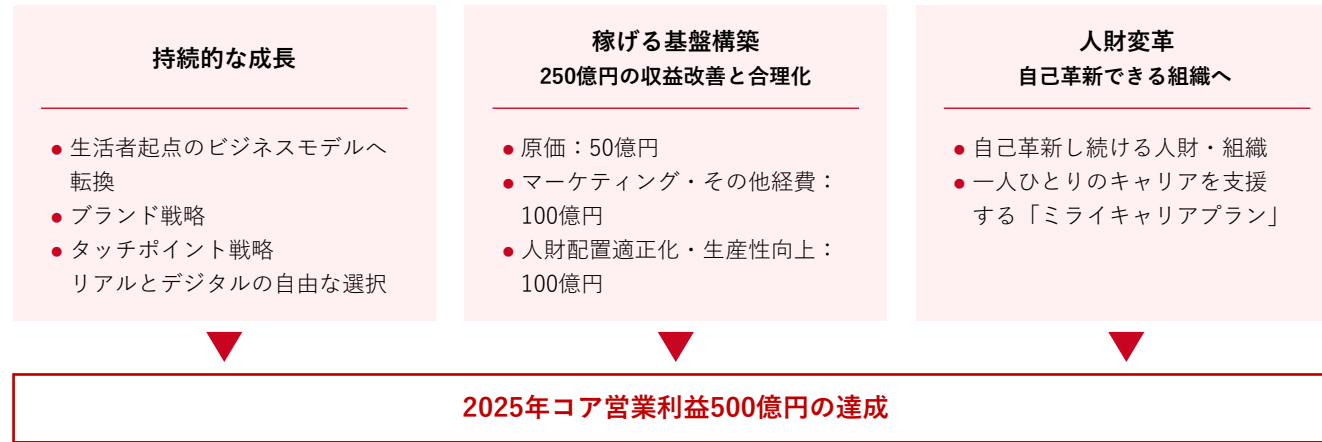 持続的な成長
● 生活者起点のビジネスモデルへ
転換
● ブランド戦略
● タッチポイント戦略
リアルとデジタルの自由な選択
稼げる基盤構築
250億円の収益改善と合理化
● 原価：50億円
● マーケティング・その他経費：
100億円
● 人財配置適正化・生産性向上：
100億円
人財変革
自己革新できる組織へ
● 自己革新し続ける人財・組織
● 一人ひとりのキャリアを支援
する「ミライキャリアプラン」
2025年コア営業利益500億円の達成